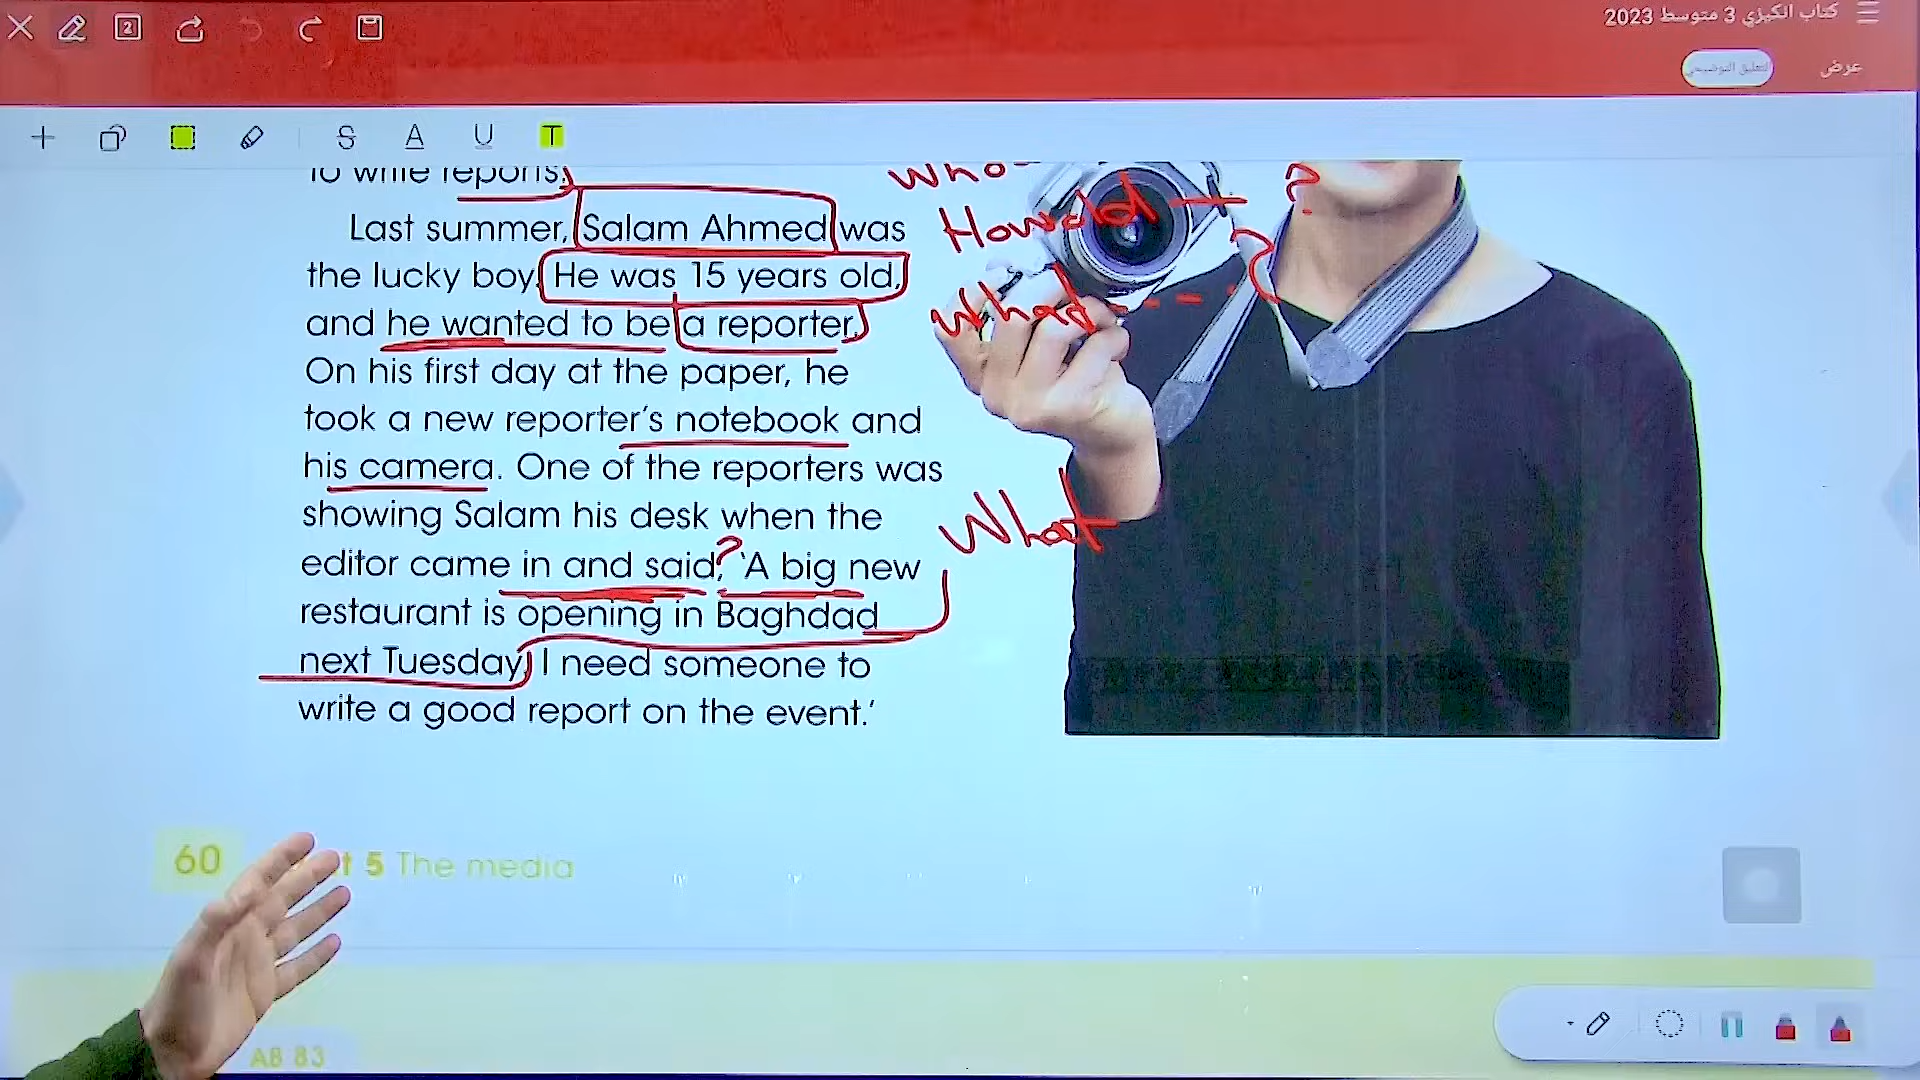 كتاب انكيزي 3 متوسط 2023
عرض
التعليق التوضيحي
to write reports.
Last summer, Salam Ahmed was
the lucky boy. He was 15 years old,
and he wanted to be a reporter.
On his first day at the paper, he
took a new reporter's notebook and
his camera. One of the reporters was
showing Salam his desk when the
editor came in and said, 'A big new
restaurant is opening in Baghdad
next Tuesday. I need someone to
write a good report on the event.'
Who
How old ?
What ?
What
?
60
t 5 The media
AB 83